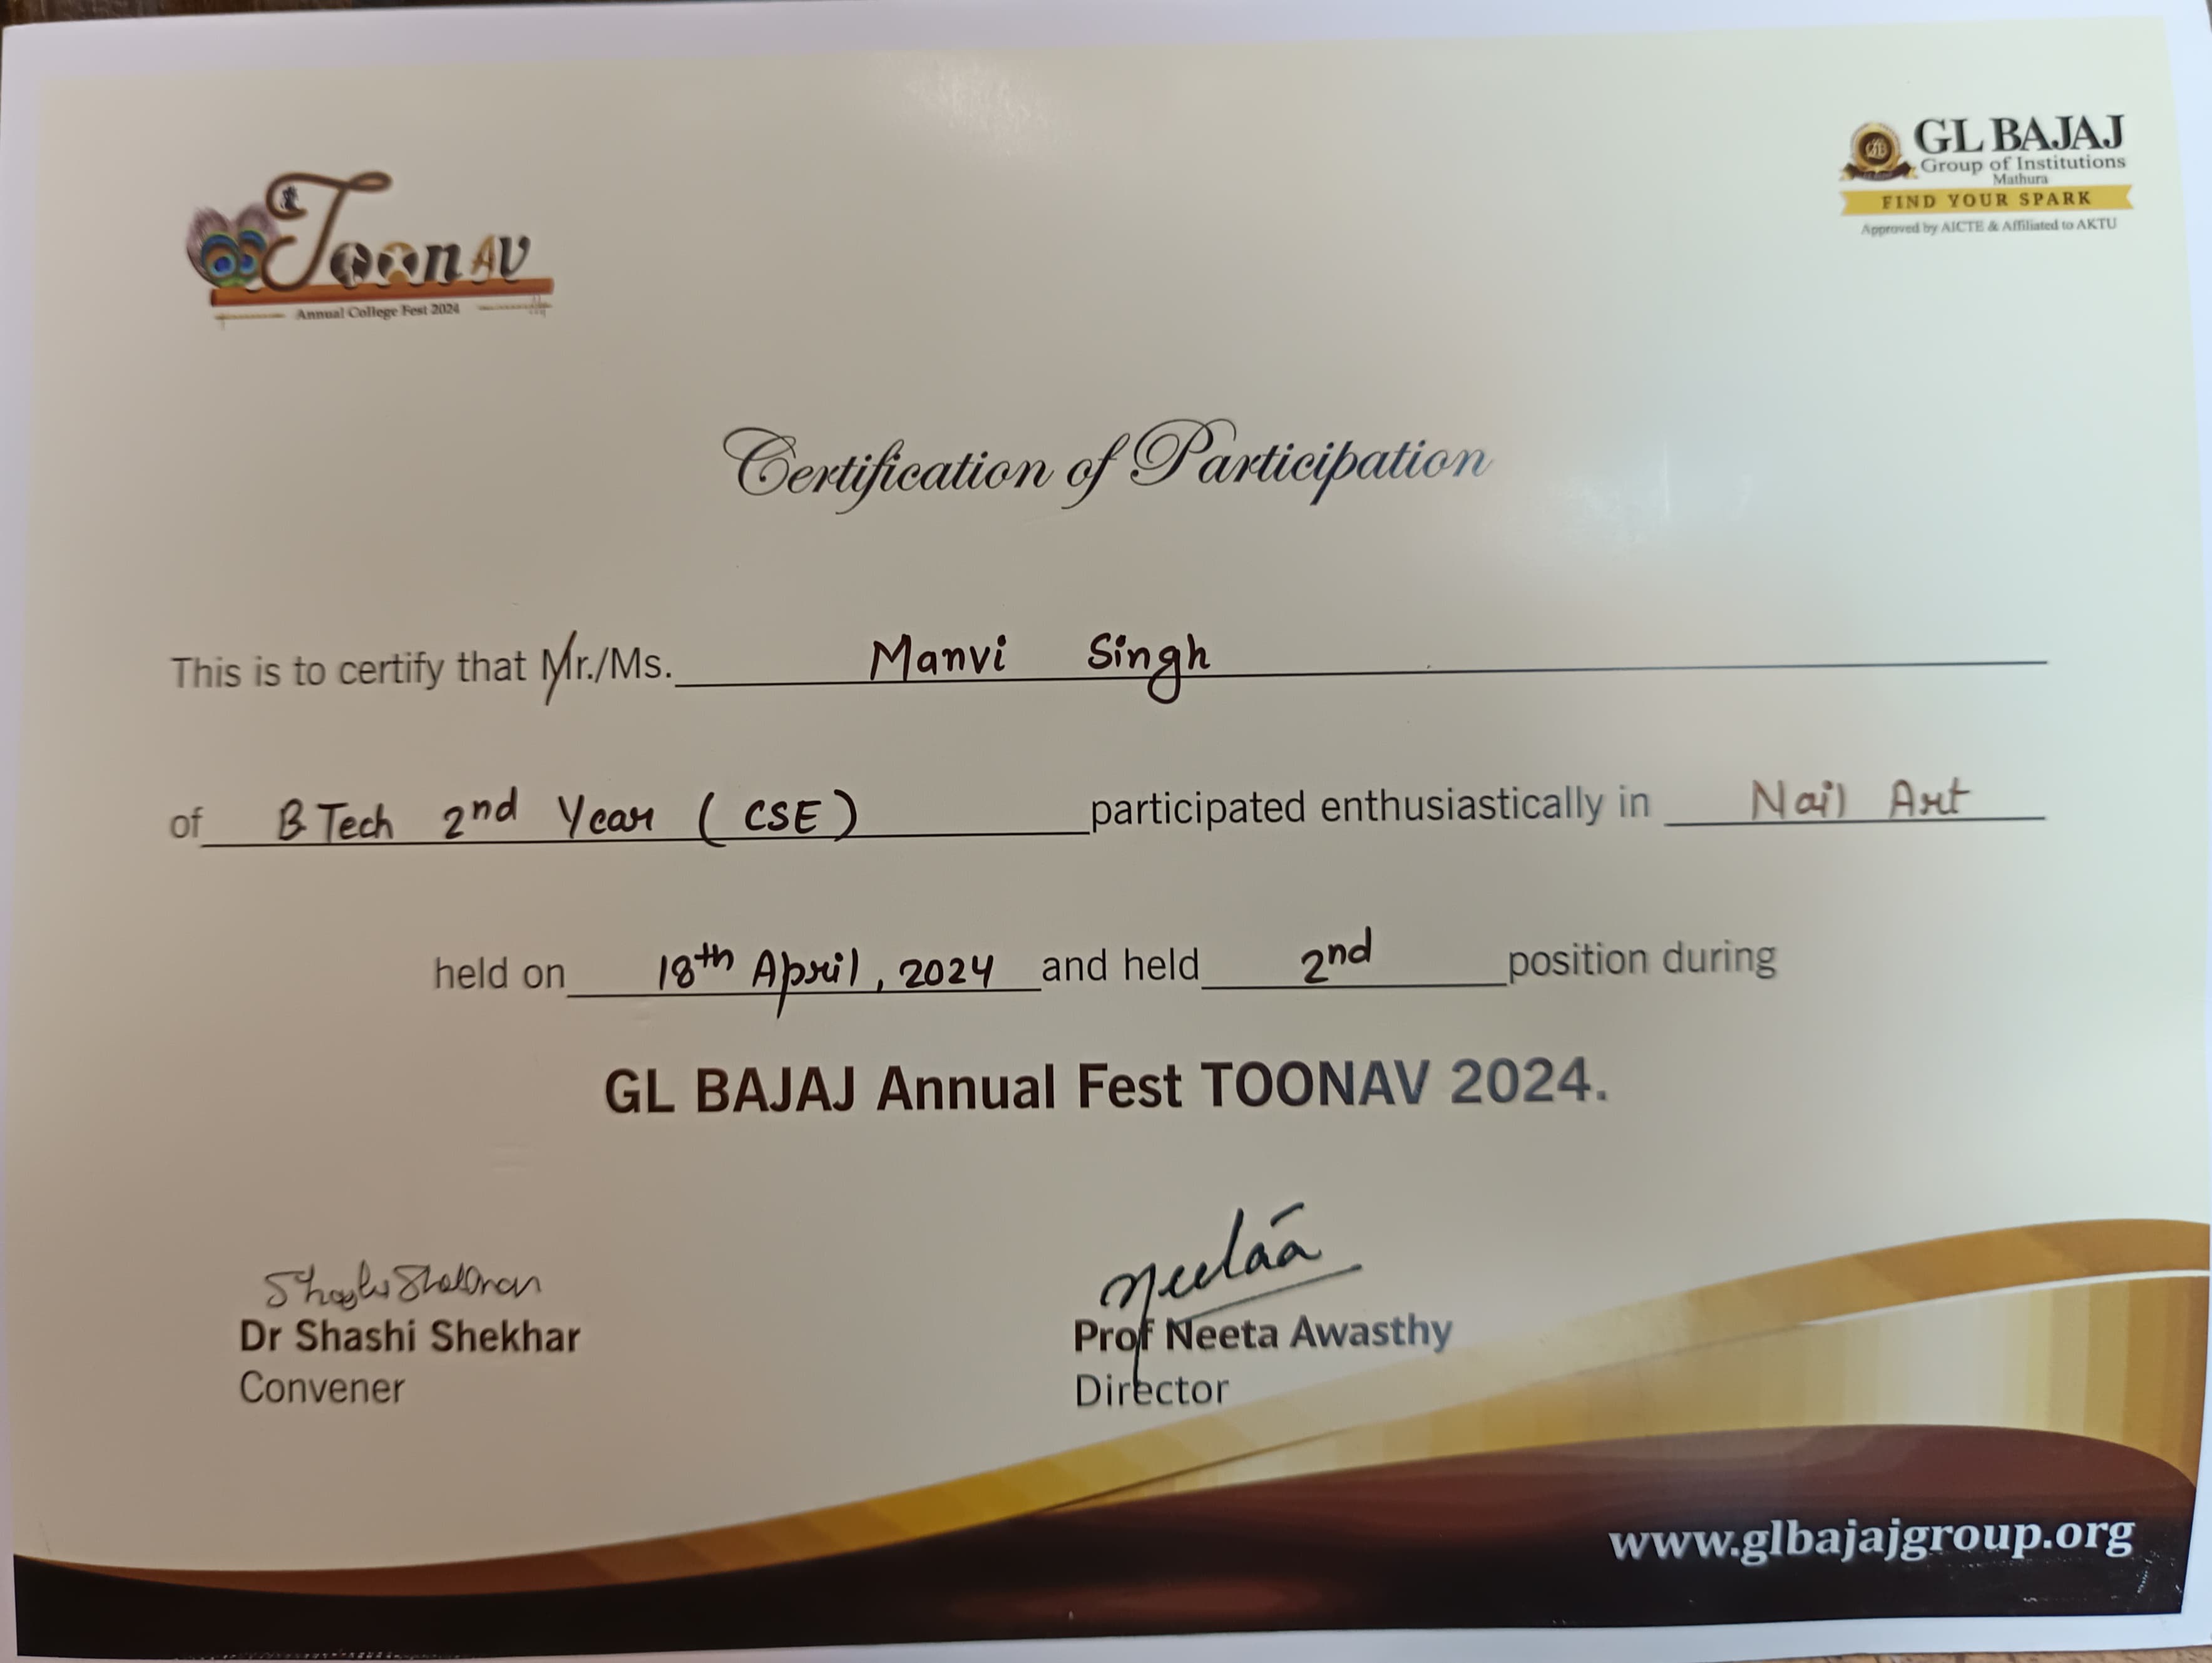 Toonav
Annual College Fest 2024
GL BAJAJ
Group of Institutions
Mathura
FIND YOUR SPARK
Approved by AICTE & Affiliated to AKTU
Certification of Participation
This is to certify that Mr./Ms. Manvi Singh
of B Tech 2nd Year (CSE) participated enthusiastically in Nail Art
held on 18th April, 2024 and held 2nd position during
GL BAJAJ Annual Fest TOONAV 2024.
Shashi Shekhar
Neeta
Dr Shashi Shekhar
Convener
Prof Neeta Awasthy
Director
www.glbajajgroup.org